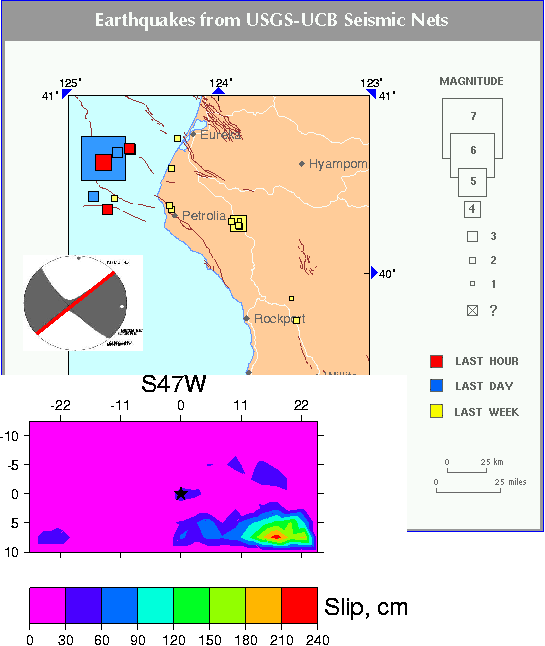 Earthquakes from USGS-UCB Seismic Nets
125° 124° 123°
41° 41°
MAGNITUDE
7
6
5
4
3
2
1
?
Eureka
Hyampom
Petrolia
40°
Rockport
LAST HOUR
LAST DAY
LAST WEEK
0 25 km
0 25 miles
S47W
-22 -11 0 11 22
-10
-5
0
5
10
Slip, cm
0 30 60 90 120 150 180 210 240